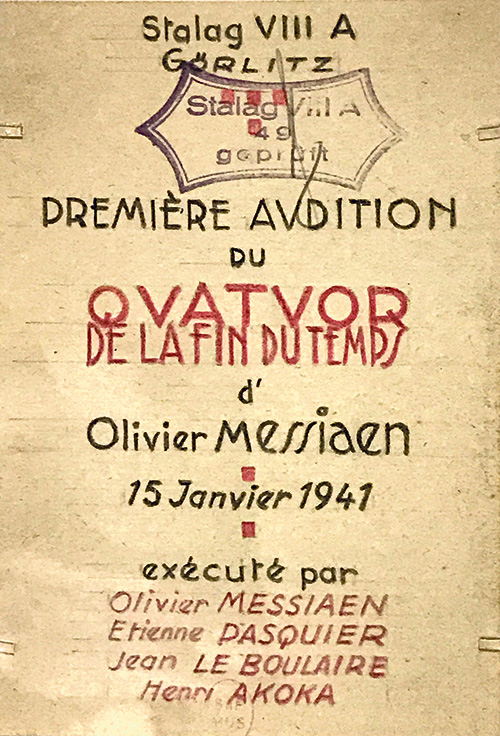 Stalag VIII A
GÖRLITZ
Stalag VIII A
49
geprüft
PREMIÈRE AVDITION
DU
QVATVOR
DE LA FIN DU TEMPS
d'
Olivier Messiaen
15 Janvier 1941
exécuté par
Olivier MESSIAEN
Etienne PASQUIER
Jean LE BOULAIRE
Henri AKOKA